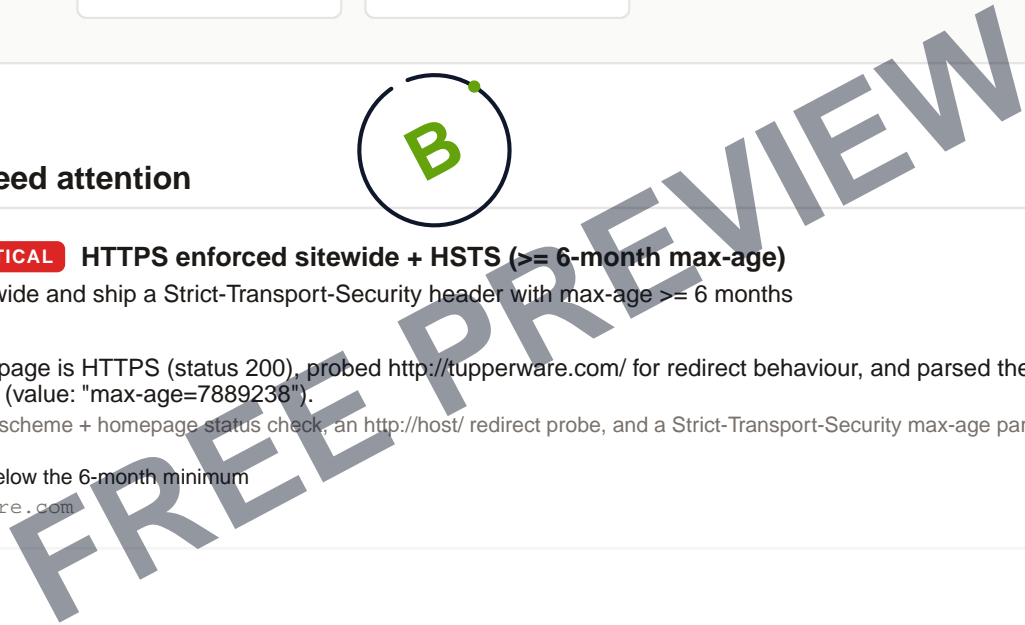 B
eed attention
TICAL HTTPS enforced sitewide + HSTS (>= 6-month max-age)
wide and ship a Strict-Transport-Security header with max-age >= 6 months
page is HTTPS (status 200), probed http://tupperware.com/ for redirect behaviour, and parsed the
(value: "max-age=7889238").
scheme + homepage status check, an http://host/ redirect probe, and a Strict-Transport-Security max-age par
elow the 6-month minimum
re.com
FREE PREVIEW